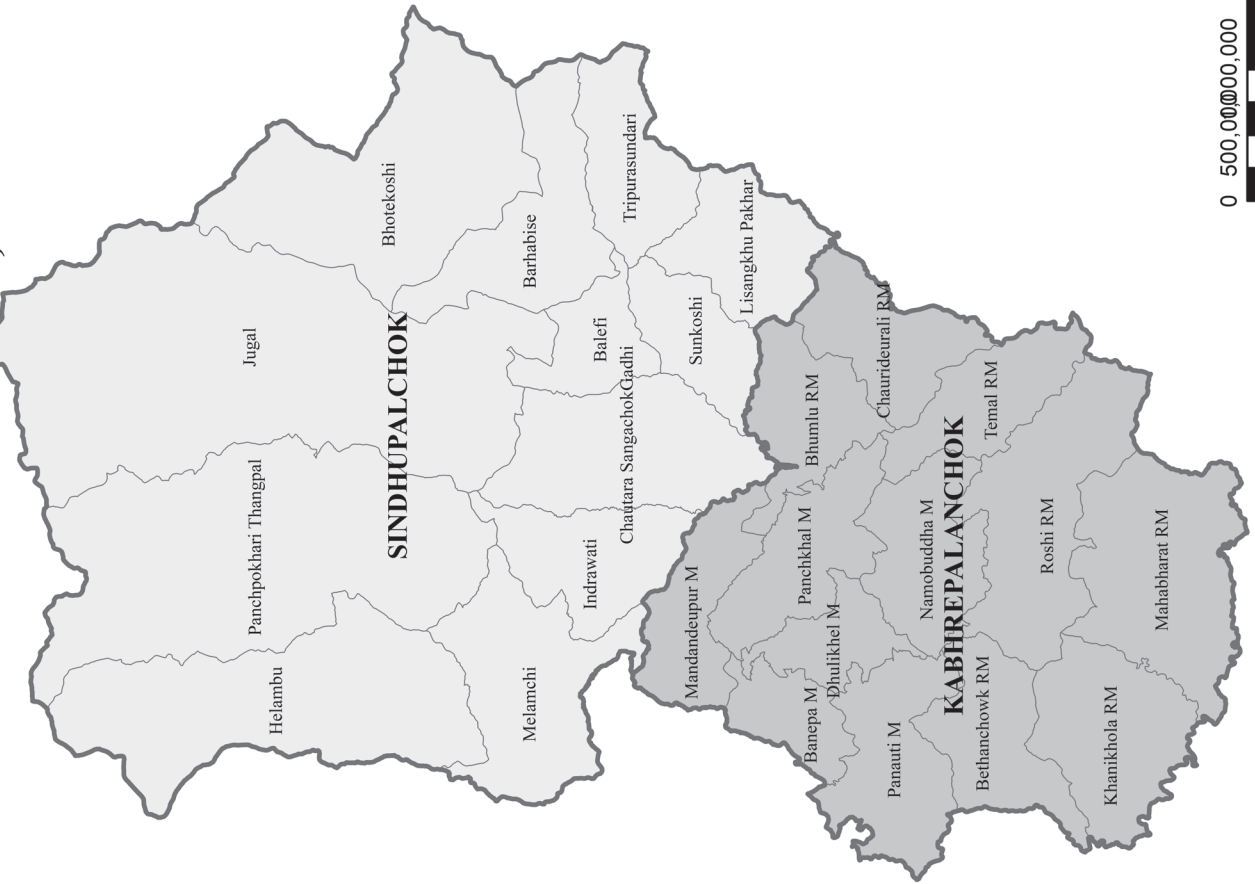 Helambu
Panchpokhari Thangpal
Jugal
SINDHUPALCHOK
Bhotekoshi
Melamchi
Barhabise
Indrawati
Balefi
Chautara SangachokGadhi
Tripurasundari
Mandandeupur M
Sunkoshi
Lisangkhu Pakhar
Banepa M
Panchkhal M
Bhumlu RM
Dhulikhel M
Chaurideurali RM
Panauti M
Namobuddha M
KABHREPALANCHOK
Bethanchowk RM
Temal RM
Roshi RM
Khanikhola RM
Mahabharat RM
0